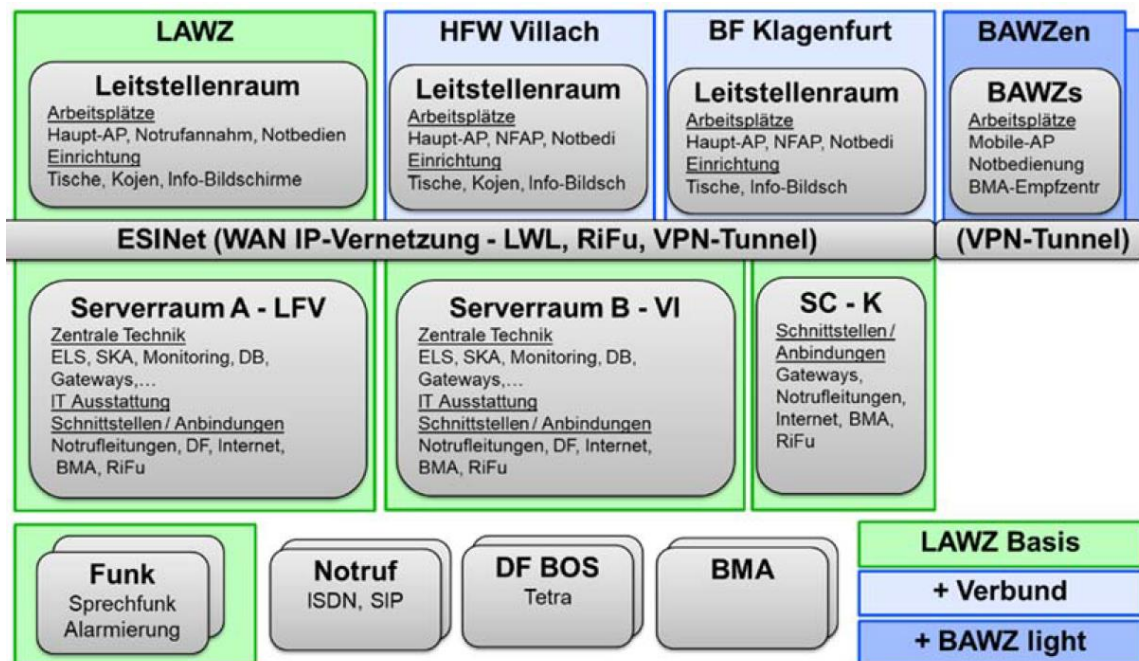 LAWZ
Leitstellenraum
Arbeitsplätze
Haupt-AP, Notrufannahm, Notbedien
Einrichtung
Tische, Kojen, Info-Bildschirme
HFW Villach
Leitstellenraum
Arbeitsplätze
Haupt-AP, NFAP, Notbedi
Einrichtung
Tische, Kojen, Info-Bildsch
BF Klagenfurt
Leitstellenraum
Arbeitsplätze
Haupt-AP, NFAP, Notbedi
Einrichtung
Tische, Info-Bildsch
BAWZen
BAWZs
Arbeitsplätze
Mobile-AP
Notbedienung
BMA-Empfzentr
ESINet (WAN IP-Vernetzung - LWL, RiFu, VPN-Tunnel)
(VPN-Tunnel)
Serverraum A - LFV
Zentrale Technik
ELS, SKA, Monitoring, DB,
Gateways,...
IT Ausstattung
Schnittstellen / Anbindungen
Notrufleitungen, DF, Internet,
BMA, RiFu
Serverraum B - VI
Zentrale Technik
ELS, SKA, Monitoring, DB,
Gateways,...
IT Ausstattung
Schnittstellen / Anbindungen
Notrufleitungen, DF, Internet,
BMA, RiFu
SC - K
Schnittstellen /
Anbindungen
Gateways,
Notrufleitungen,
Internet, BMA,
RiFu
Funk
Sprechfunk
Alarmierung
Notruf
ISDN, SIP
DF BOS
Tetra
BMA
LAWZ Basis
+ Verbund
+ BAWZ light